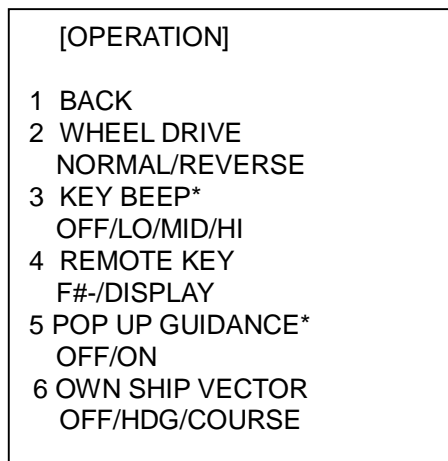 [OPERATION]
1 BACK
2 WHEEL DRIVE
NORMAL/REVERSE
3 KEY BEEP*
OFF/LO/MID/HI
4 REMOTE KEY
F#-/DISPLAY
5 POP UP GUIDANCE*
OFF/ON
6 OWN SHIP VECTOR
OFF/HDG/COURSE